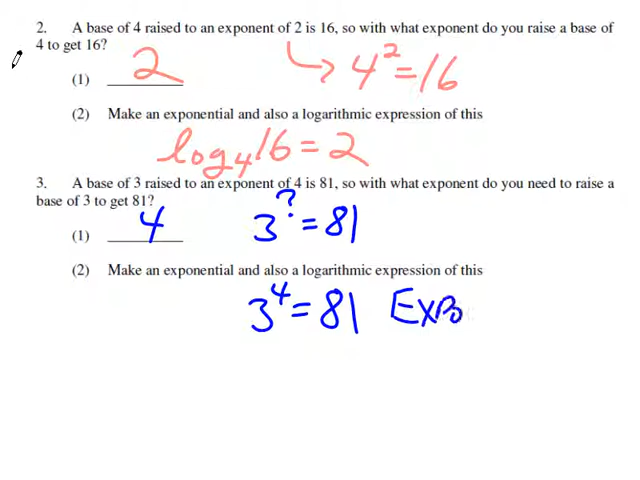 2. A base of 4 raised to an exponent of 2 is 16, so with what exponent do you raise a base of
4 to get 16?
(1) 2 4²=16
(2) Make an exponential and also a logarithmic expression of this
log₄16=2
3. A base of 3 raised to an exponent of 4 is 81, so with what exponent do you need to raise a
base of 3 to get 81?
(1) 4 3^?=81
(2) Make an exponential and also a logarithmic expression of this
3⁴=81 Expo